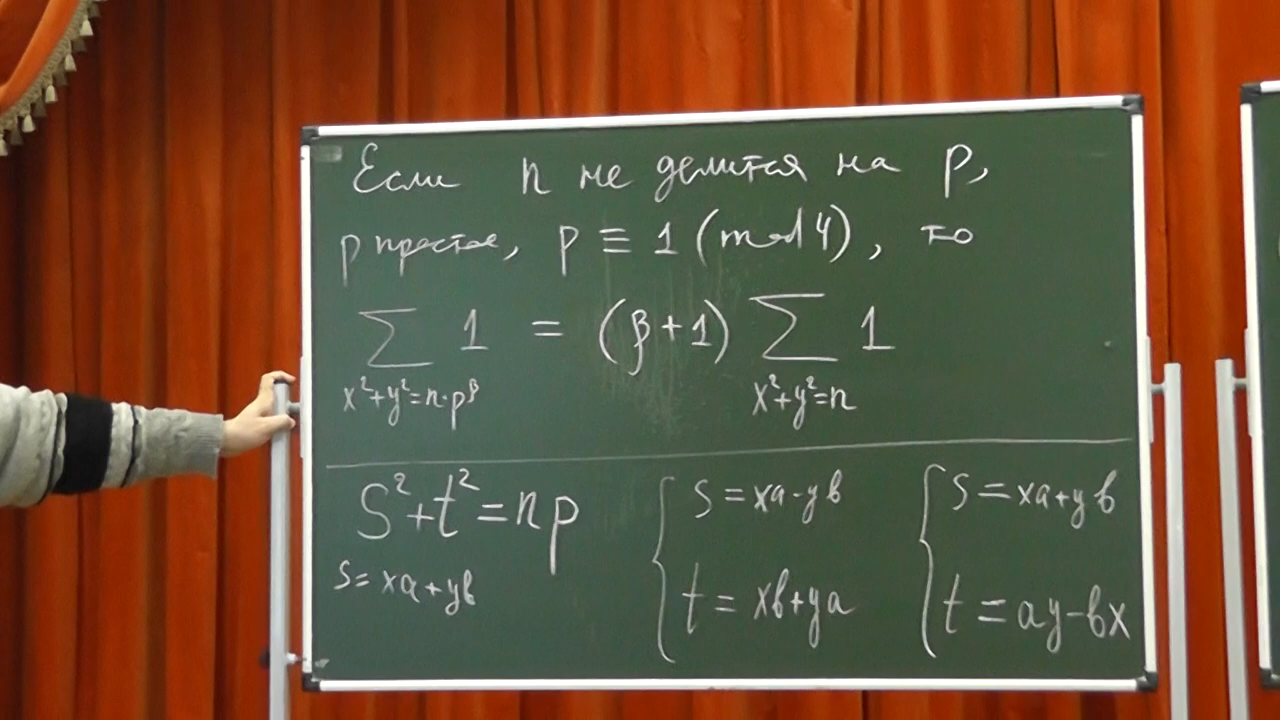 Если n не делится на p,
p простое, p ≡ 1 (mod 4), то
∑ 1 = (β+1) ∑ 1
x²+y²=n·p^β x²+y²=n
s²+t²=np
s=xa+yb
s=xa-yb
t=xb+ya
s=xa+yb
t=ay-bx